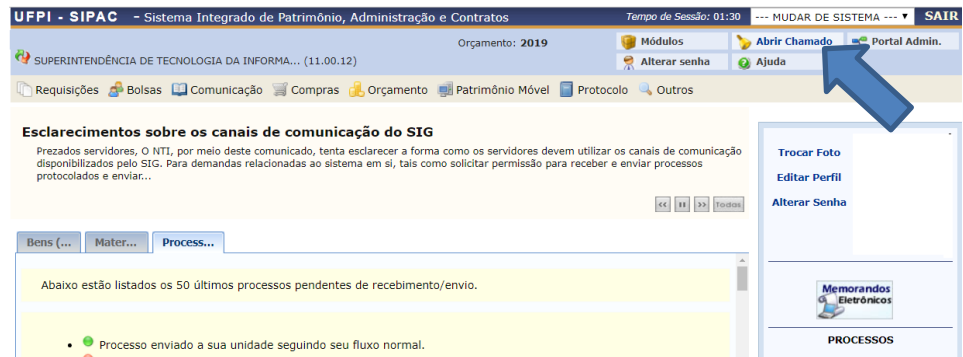 UFPI - SIPAC - Sistema Integrado de Patrimônio, Administração e Contratos Tempo de Sessão: 01:30 --- MUDAR DE SISTEMA --- SAIR
SUPERINTENDÊNCIA DE TECNOLOGIA DA INFORMA... (11.00.12)
Orçamento: 2019
Módulos Abrir Chamado Portal Admin.
Alterar senha Ajuda
Requisições Bolsas Comunicação Compras Orçamento Patrimônio Móvel Protocolo Outros
Esclarecimentos sobre os canais de comunicação do SIG
Prezados servidores, O NTI, por meio deste comunicado, tenta esclarecer a forma como os servidores devem utilizar os canais de comunicação
disponibilizados pelo SIG. Para demandas relacionadas ao sistema em si, tais como solicitar permissão para receber e enviar processos
protocolados e enviar...
Todas
Trocar Foto
Editar Perfil
Alterar Senha
Bens (... Mater... Process...
Abaixo estão listados os 50 últimos processos pendentes de recebimento/envio.
Processo enviado a sua unidade seguindo seu fluxo normal.
Memorandos
Eletrônicos
PROCESSOS